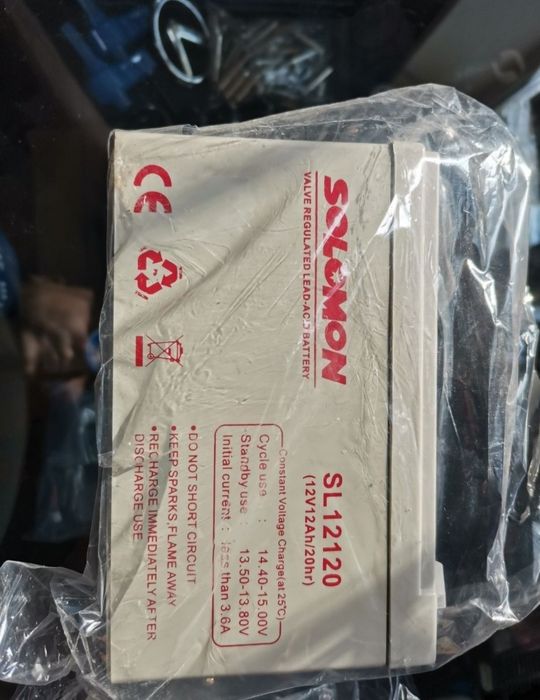 SOLOMON
VALVE REGULATED LEAD-ACID BATTERY
SL12120
(12V12Ah/20hr)
Constant Voltage Charge(at 25°C)
Cycle use : 14.40-15.00V
Standby use : 13.50-13.80V
Initial current : less than 3.6A
•DO NOT SHORT CIRCUIT
•KEEP SPARKS,FLAME AWAY
•RECHARGE IMMEDIATELY AFTER
DISCHARGE USE
CE